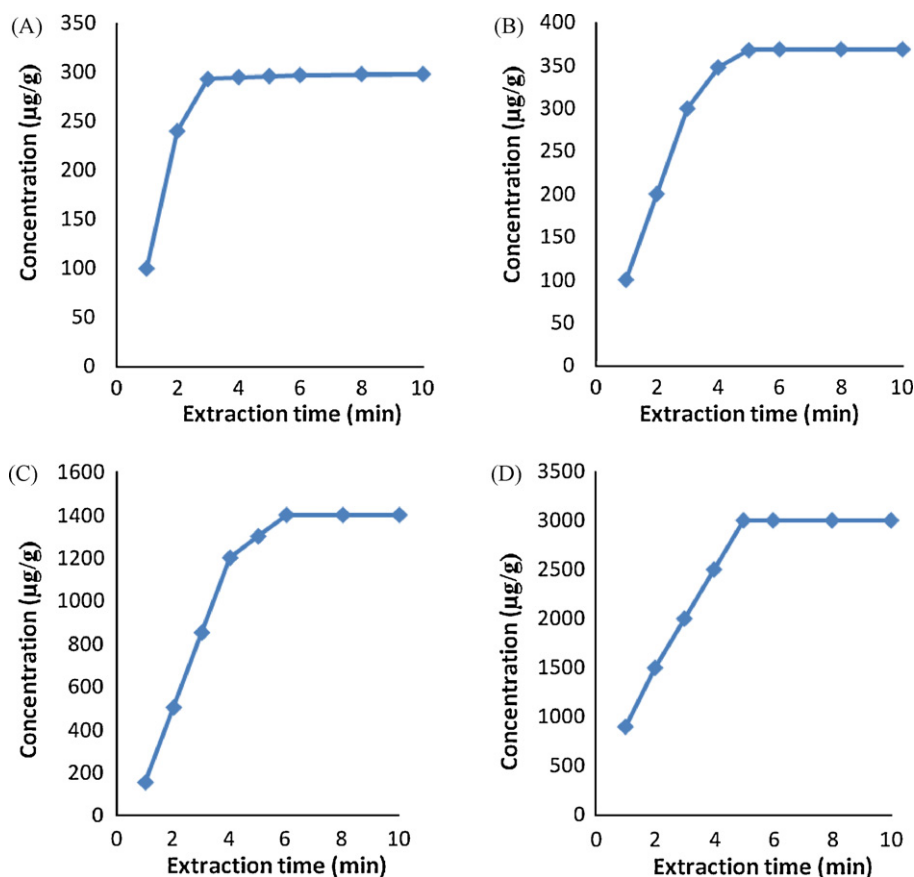 (A)
Concentration (µg/g)
350
300
250
200
150
100
50
0
0 2 4 6 8 10
Extraction time (min)
(B)
Concentration (µg/g)
400
350
300
250
200
150
100
50
0
0 2 4 6 8 10
Extraction time (min)
(C)
Concentration (µg/g)
1600
1400
1200
1000
800
600
400
200
0
0 2 4 6 8 10
Extraction time (min)
(D)
Concentration (µg/g)
3500
3000
2500
2000
1500
1000
500
0
0 2 4 6 8 10
Extraction time (min)